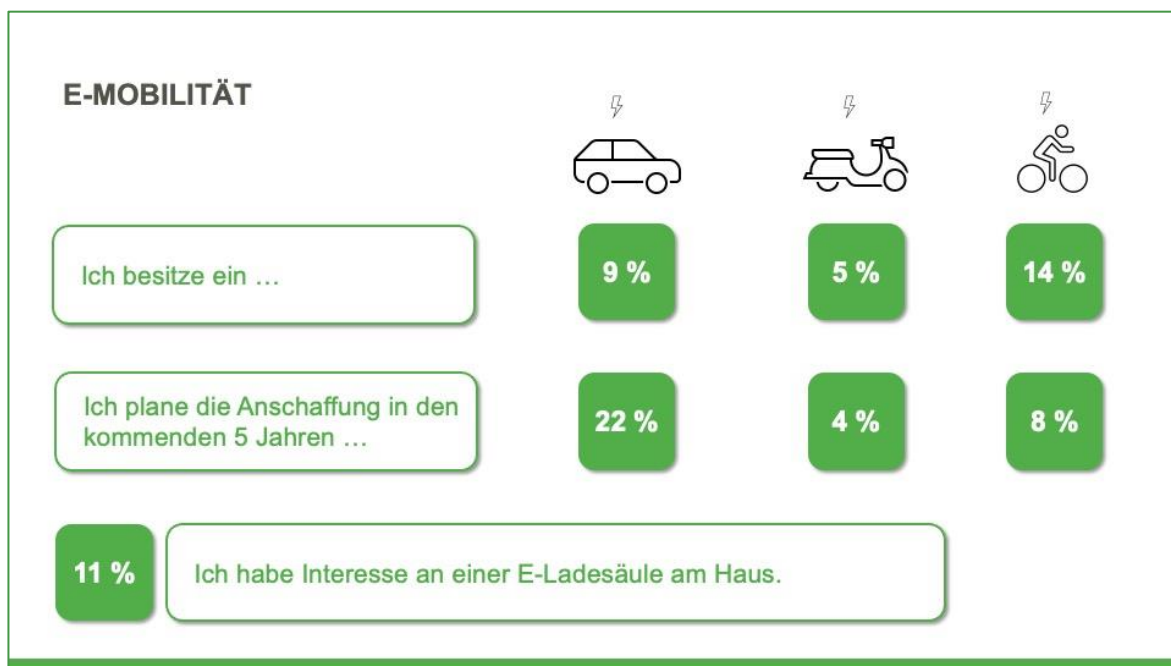 E-MOBILITÄT
Ich besitze ein …
9 %
5 %
14 %
Ich plane die Anschaffung in den
kommenden 5 Jahren …
22 %
4 %
8 %
11 %
Ich habe Interesse an einer E-Ladesäule am Haus.